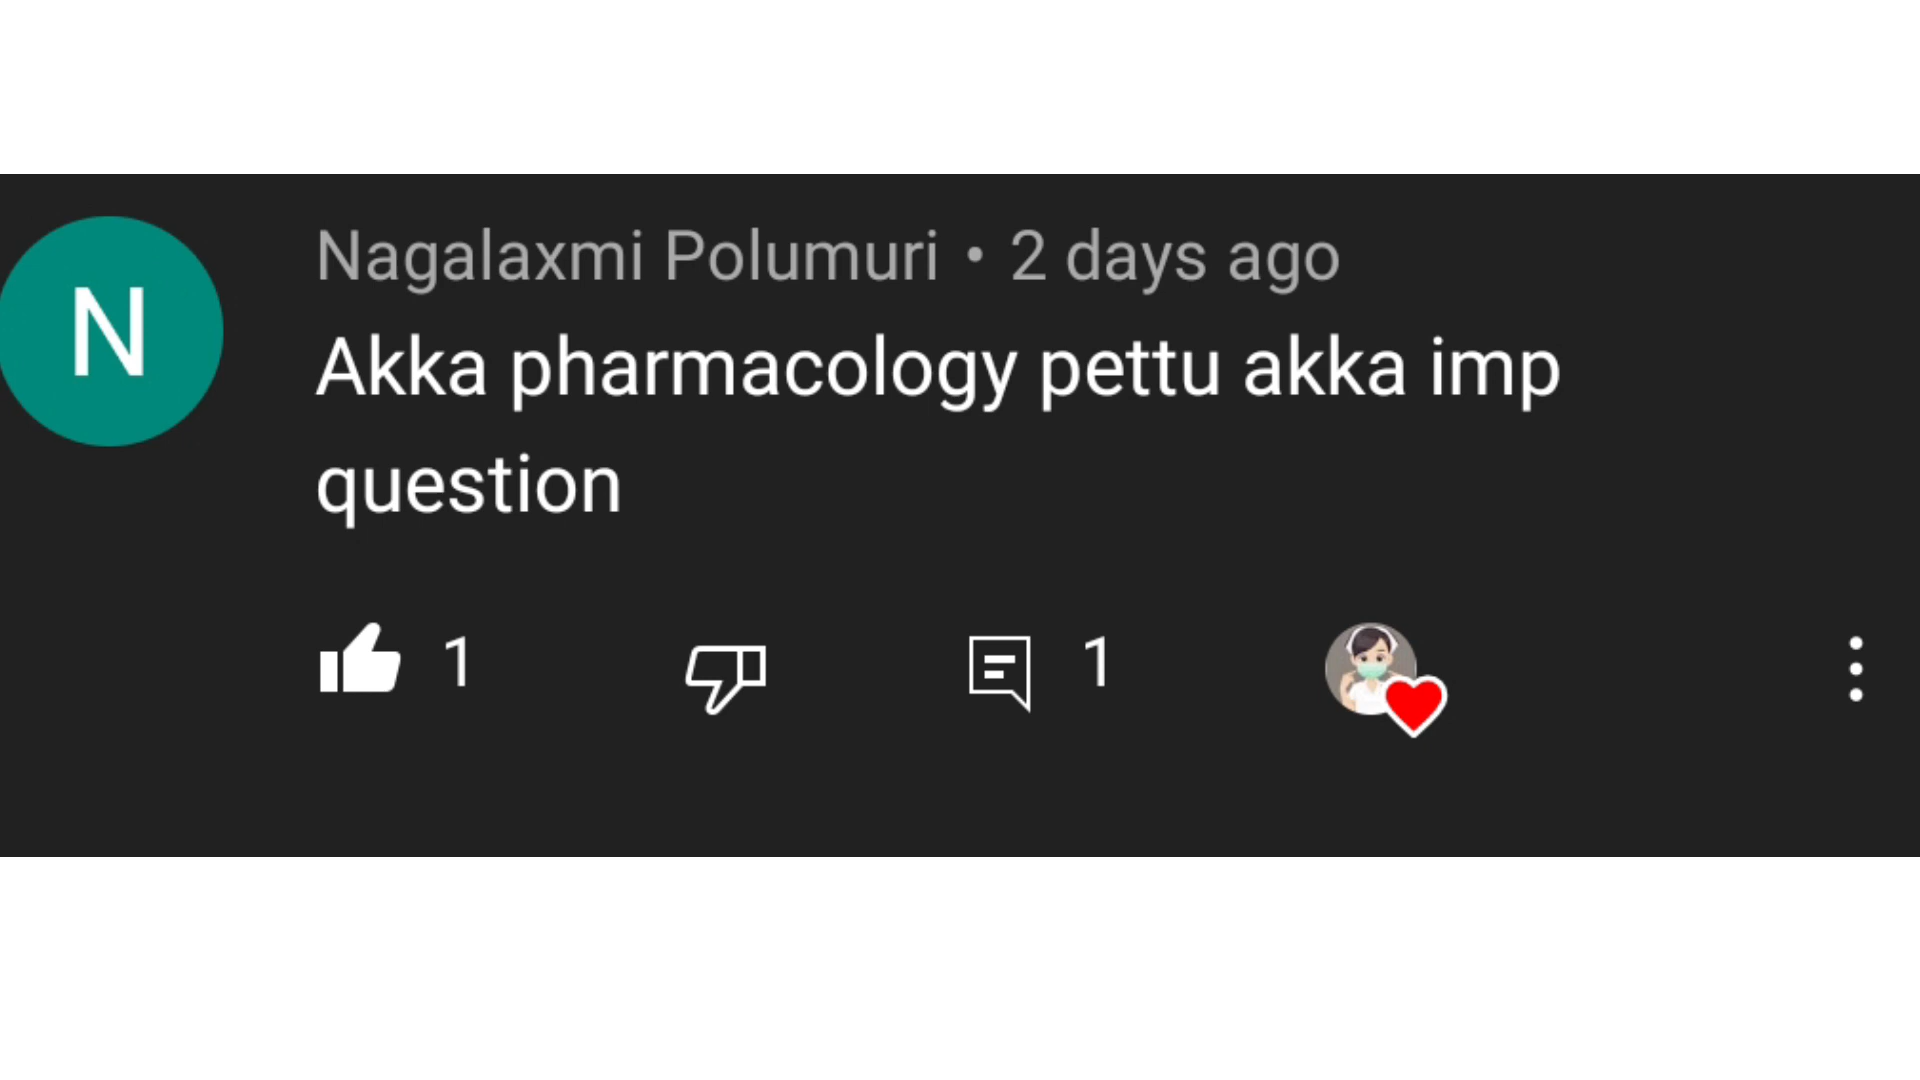 N
Nagalaxmi Polumuri • 2 days ago
Akka pharmacology pettu akka imp
question
1 1